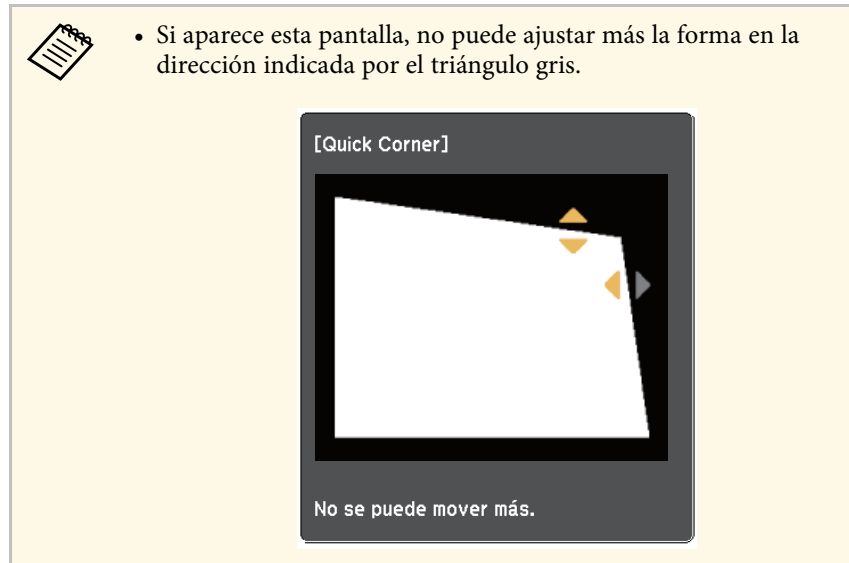 • Si aparece esta pantalla, no puede ajustar más la forma en la
dirección indicada por el triángulo gris.
[Quick Corner]
No se puede mover más.